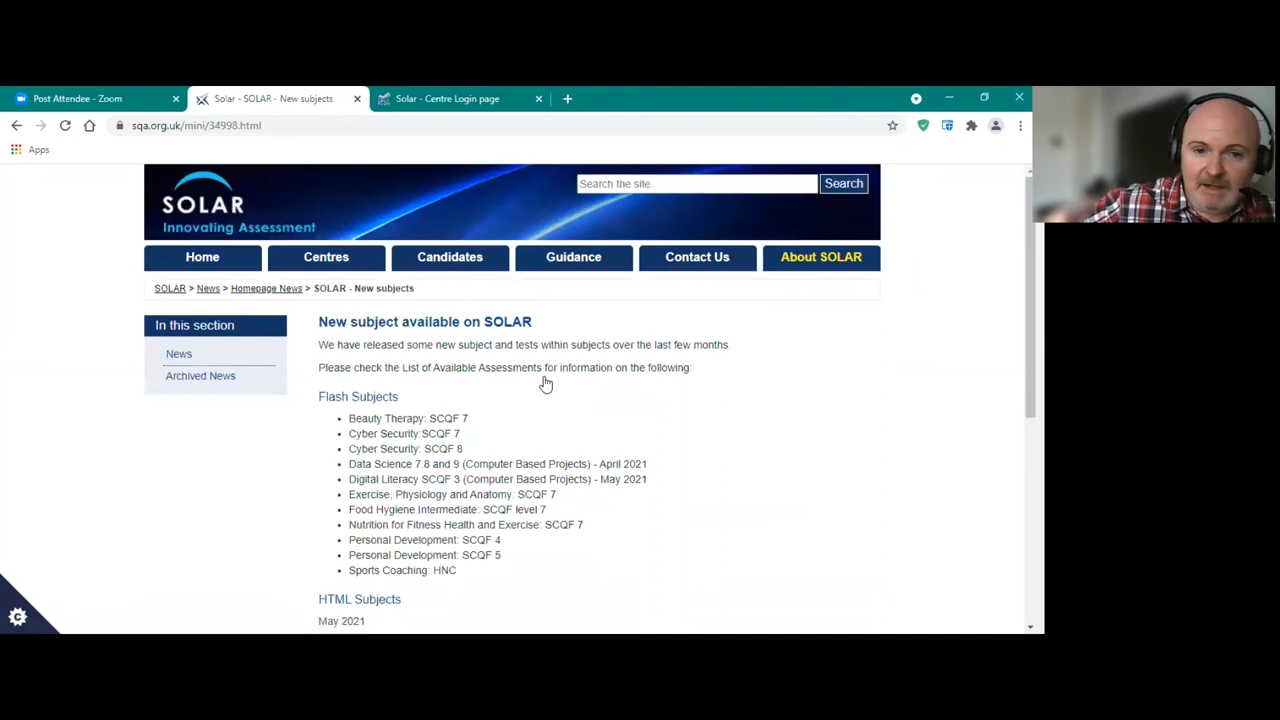 Post Attendee - Zoom
Solar - SOLAR - New subjects
Solar - Centre Login page
sqa.org.uk/mini/34998.html
Apps
SOLAR
Innovating Assessment
Search the site
Search
Home
Centres
Candidates
Guidance
Contact Us
About SOLAR
SOLAR > News > Homepage News > SOLAR - New subjects
In this section
News
Archived News
New subject available on SOLAR
We have released some new subject and tests within subjects over the last few months.
Please check the List of Available Assessments for information on the following:
Flash Subjects
Beauty Therapy: SCQF 7
Cyber Security:SCQF 7
Cyber Security: SCQF 8
Data Science 7.8 and 9 (Computer Based Projects) - April 2021
Digital Literacy SCQF 3 (Computer Based Projects) - May 2021
Exercise, Physiology and Anatomy: SCQF 7
Food Hygiene Intermediate: SCQF level 7
Nutrition for Fitness Health and Exercise: SCQF 7
Personal Development: SCQF 4
Personal Development: SCQF 5
Sports Coaching: HNC
HTML Subjects
May 2021